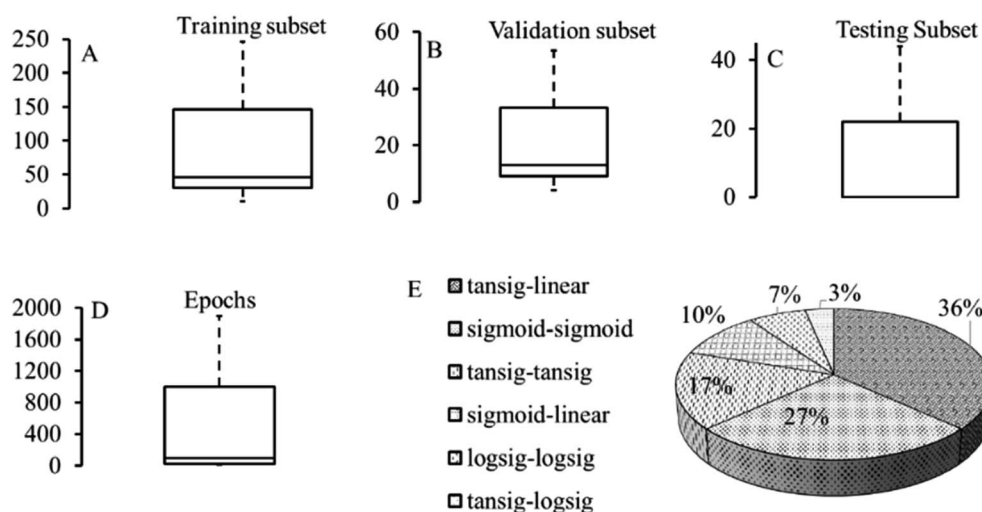 Training subset
A
250
200
150
100
50
0
Validation subset
B
60
40
20
0
Testing Subset
C
40
20
0
Epochs
D
2000
1600
1200
800
400
0
E
tansig-linear
sigmoid-sigmoid
tansig-tansig
sigmoid-linear
logsig-logsig
tansig-logsig
36%
27%
17%
10%
7%
3%